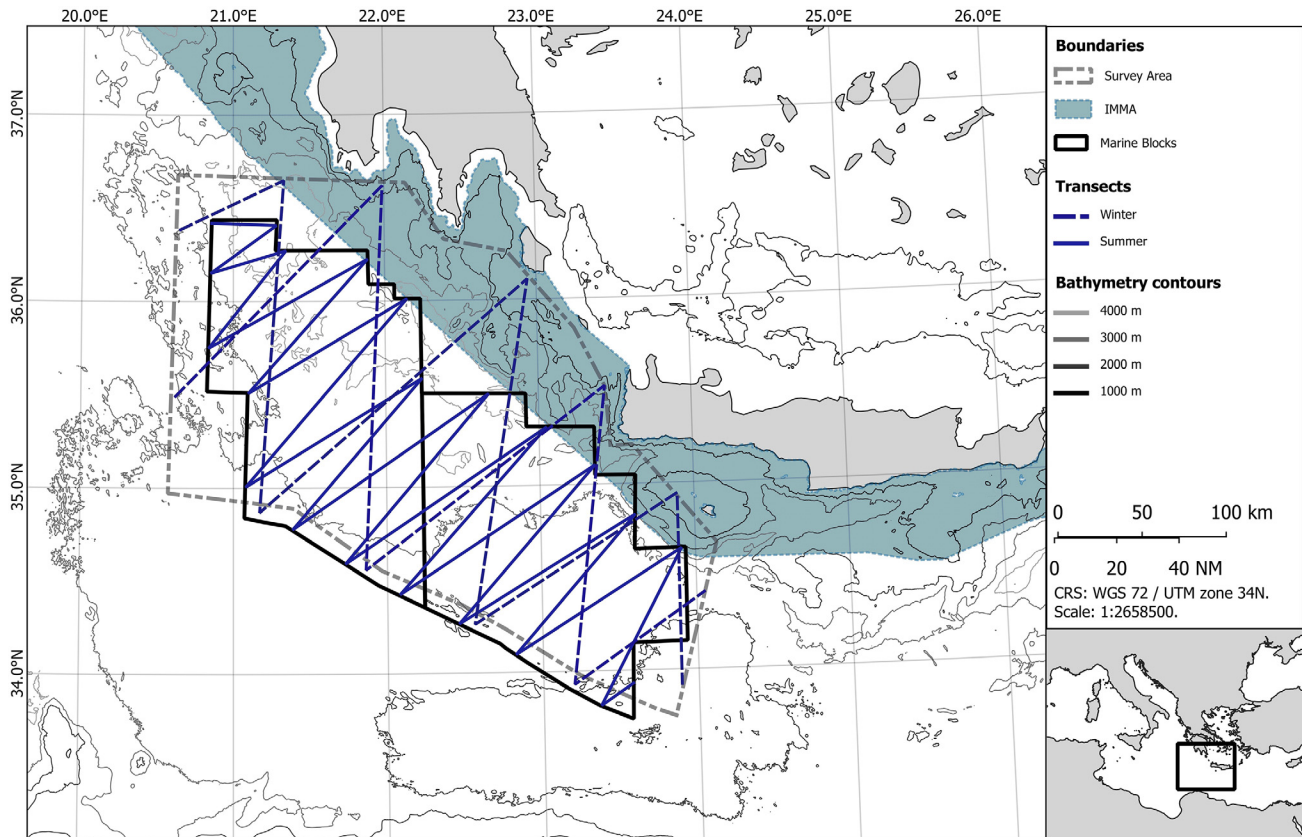 20.0°E 21.0°E 22.0°E 23.0°E 24.0°E 25.0°E 26.0°E
37.0°N
36.0°N
35.0°N
34.0°N
Boundaries
Survey Area
IMMA
Marine Blocks
Transects
Winter
Summer
Bathymetry contours
4000 m
3000 m
2000 m
1000 m
0 50 100 km
0 20 40 NM
CRS: WGS 72 / UTM zone 34N.
Scale: 1:2658500.